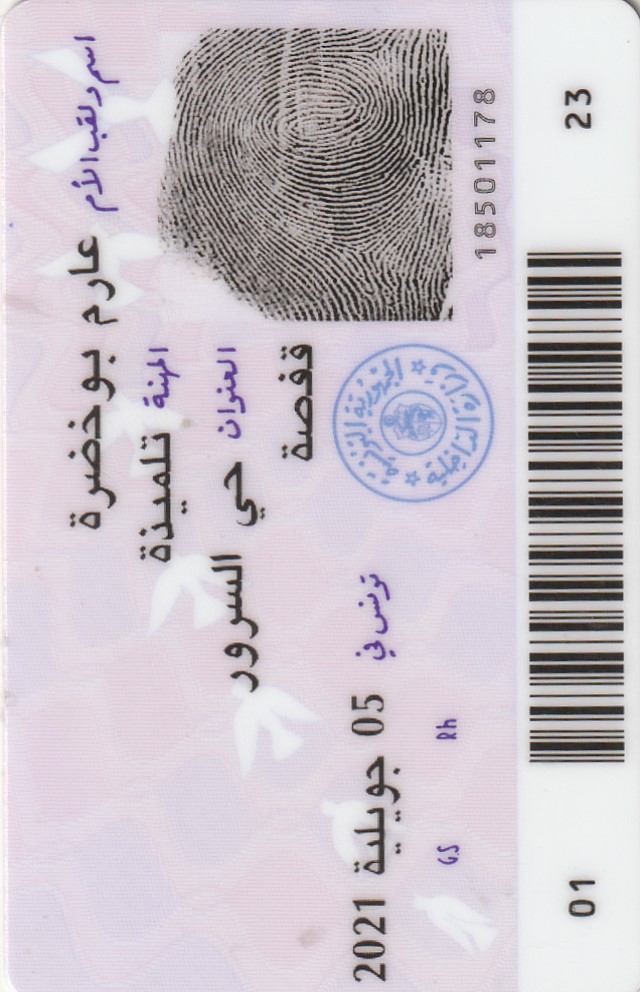 اسم ولقب الأم عارم بوخضرة
المهنة تلميذة
العنوان حي السرور
قفصة
تونس في 05 جويلية 2021
Rh
G.S
18501178
الجمهورية التونسية
وزارة الداخلية
23
01